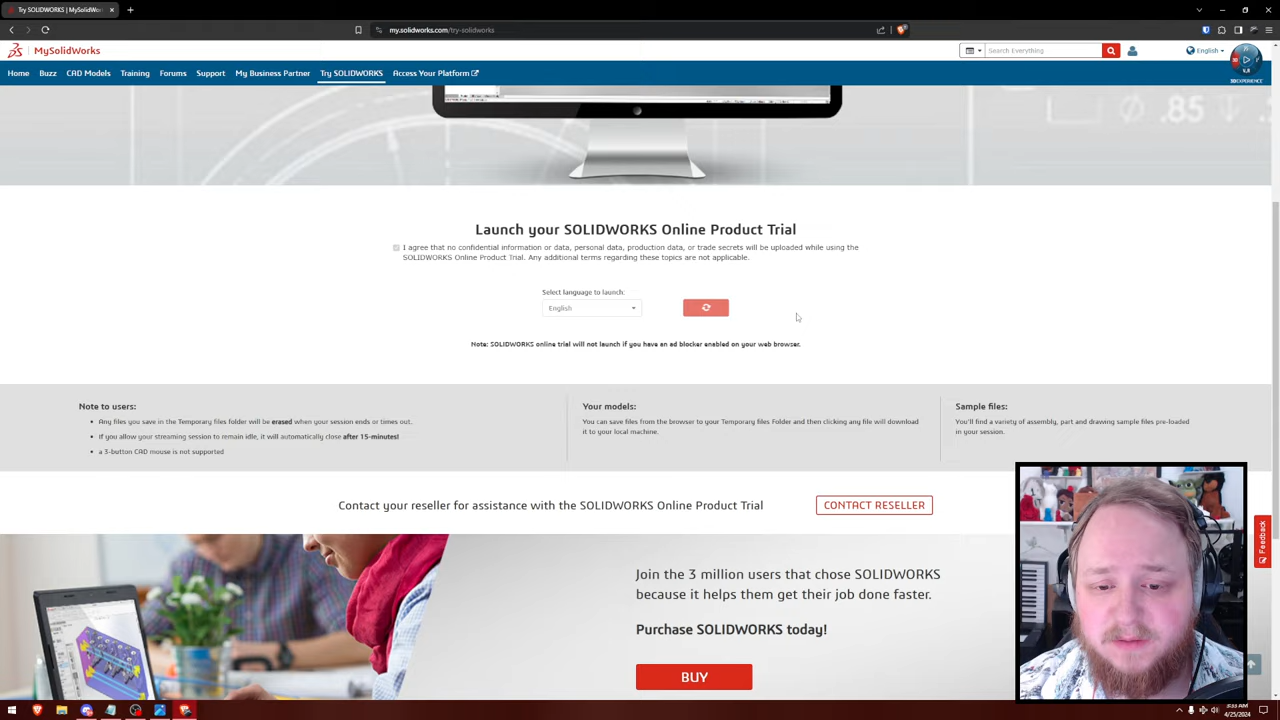 Try SOLIDWORKS | MySolidWor
my.solidworks.com/try-solidworks
MySolidWorks
Search Everything
English
Home Buzz CAD Models Training Forums Support My Business Partner Try SOLIDWORKS Access Your Platform
3DEXPERIENCE
.85
Launch your SOLIDWORKS Online Product Trial
I agree that no confidential information or data, personal data, production data, or trade secrets will be uploaded while using the
SOLIDWORKS Online Product Trial. Any additional terms regarding these topics are not applicable.
Select language to launch:
English
Note: SOLIDWORKS online trial will not launch if you have an ad blocker enabled on your web browser.
Note to users:
Any files you save in the Temporary files folder will be erased when your session ends or times out.
If you allow your streaming session to remain idle, it will automatically close after 15-minutes!
a 3-button CAD mouse is not supported
Your models:
You can save files from the browser to your Temporary files Folder and then clicking any file will download
it to your local machine.
Sample files:
You'll find a variety of assembly, part and drawing sample files pre-loaded
in your session.
Contact your reseller for assistance with the SOLIDWORKS Online Product Trial
CONTACT RESELLER
Feedback
Join the 3 million users that chose SOLIDWORKS
because it helps them get their job done faster.
Purchase SOLIDWORKS today!
BUY
4/25/2024